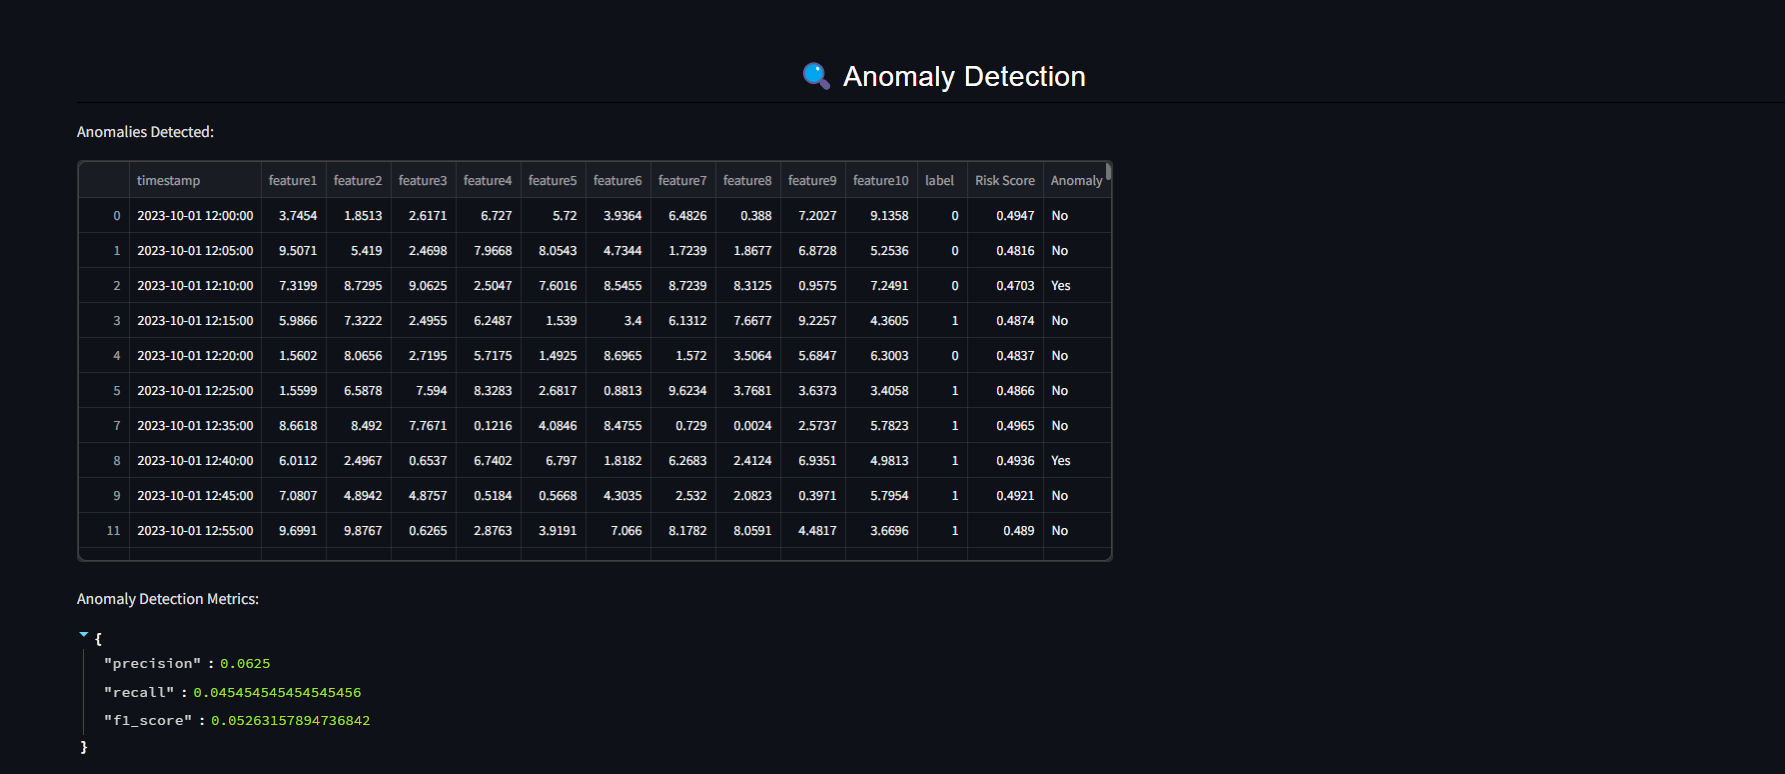 🔍 Anomaly Detection
Anomalies Detected:
timestamp feature1 feature2 feature3 feature4 feature5 feature6 feature7 feature8 feature9 feature10 label Risk Score Anomaly
0 2023-10-01 12:00:00 3.7454 1.8513 2.6171 6.727 5.72 3.9364 6.4826 0.388 7.2027 9.1358 0 0.4947 No
1 2023-10-01 12:05:00 9.5071 5.419 2.4698 7.9668 8.0543 4.7344 1.7239 1.8677 6.8728 5.2536 0 0.4816 No
2 2023-10-01 12:10:00 7.3199 8.7295 9.0625 2.5047 7.6016 8.5455 8.7239 8.3125 0.9575 7.2491 0 0.4703 Yes
3 2023-10-01 12:15:00 5.9866 7.3222 2.4955 6.2487 1.539 3.4 6.1312 7.6677 9.2257 4.3605 1 0.4874 No
4 2023-10-01 12:20:00 1.5602 8.0656 2.7195 5.7175 1.4925 8.6965 1.572 3.5064 5.6847 6.3003 0 0.4837 No
5 2023-10-01 12:25:00 1.5599 6.5878 7.594 8.3283 2.6817 0.8813 9.6234 3.7681 3.6373 3.4058 1 0.4866 No
7 2023-10-01 12:35:00 8.6618 8.492 7.7671 0.1216 4.0846 8.4755 0.729 0.0024 2.5737 5.7823 1 0.4965 No
8 2023-10-01 12:40:00 6.0112 2.4967 0.6537 6.7402 6.797 1.8182 6.2683 2.4124 6.9351 4.9813 1 0.4936 Yes
9 2023-10-01 12:45:00 7.0807 4.8942 4.8757 0.5184 0.5668 4.3035 2.532 2.0823 0.3971 5.7954 1 0.4921 No
11 2023-10-01 12:55:00 9.6991 9.8767 0.6265 2.8763 3.9191 7.066 8.1782 8.0591 4.4817 3.6696 1 0.489 No
Anomaly Detection Metrics:
{
"precision" : 0.0625
"recall" : 0.045454545454545456
"f1_score" : 0.05263157894736842
}